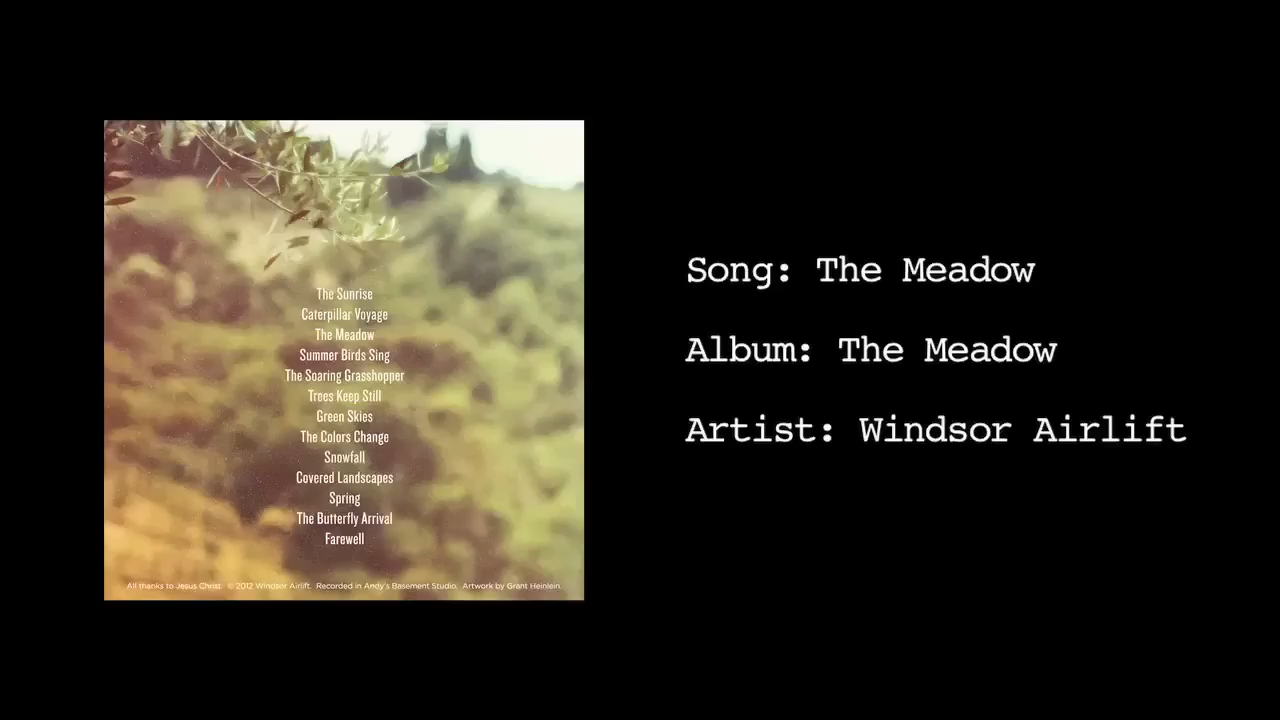 The Sunrise
Caterpillar Voyage
The Meadow
Summer Birds Sing
The Soaring Grasshopper
Trees Keep Still
Green Skies
The Colors Change
Snowfall
Covered Landscapes
Spring
The Butterfly Arrival
Farewell
All thanks to Jesus Christ. © 2012 Windsor Airlift. Recorded in Andy's Basement Studio. Artwork by Grant Heinlein.
Song: The Meadow
Album: The Meadow
Artist: Windsor Airlift